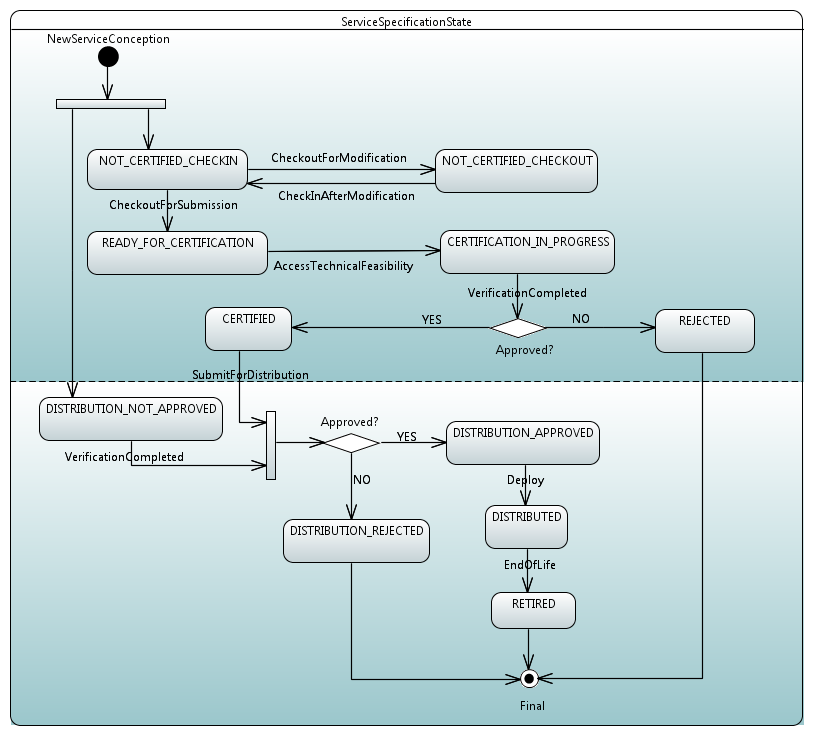 ServiceSpecificationState
NewServiceConception
NOT_CERTIFIED_CHECKIN
CheckoutForModification
NOT_CERTIFIED_CHECKOUT
CheckInAfterModification
CheckoutForSubmission
READY_FOR_CERTIFICATION
AccessTechnicalFeasibility
CERTIFICATION_IN_PROGRESS
VerificationCompleted
CERTIFIED
YES
NO
REJECTED
Approved?
SubmitForDistribution
DISTRIBUTION_NOT_APPROVED
VerificationCompleted
Approved?
YES
DISTRIBUTION_APPROVED
NO
Deploy
DISTRIBUTION_REJECTED
DISTRIBUTED
EndOfLife
RETIRED
Final